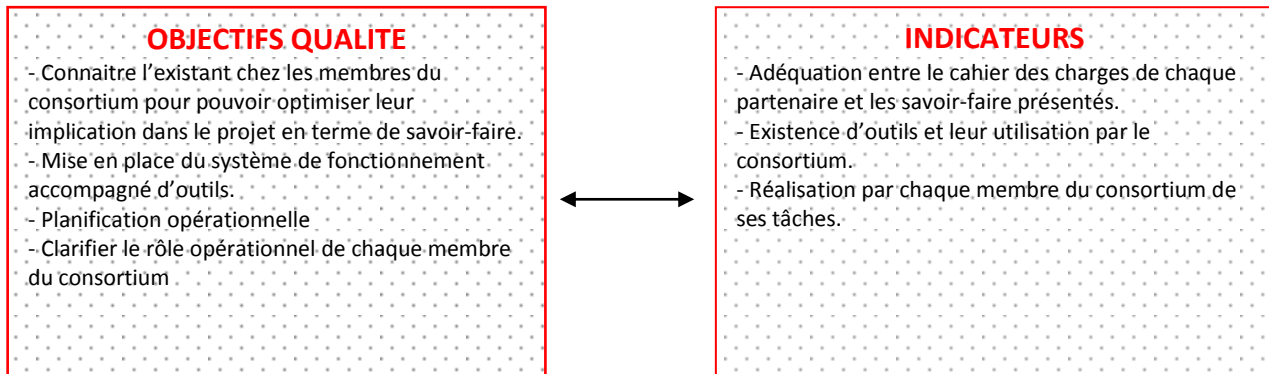 OBJECTIFS QUALITE
- Connaitre l’existant chez les membres du
consortium pour pouvoir optimiser leur
implication dans le projet en terme de savoir-faire.
- Mise en place du système de fonctionnement
accompagné d’outils.
- Planification opérationnelle
- Clarifier le rôle opérationnel de chaque membre
du consortium
INDICATEURS
- Adéquation entre le cahier des charges de chaque
partenaire et les savoir-faire présentés.
- Existence d’outils et leur utilisation par le
consortium.
- Réalisation par chaque membre du consortium de
ses tâches.